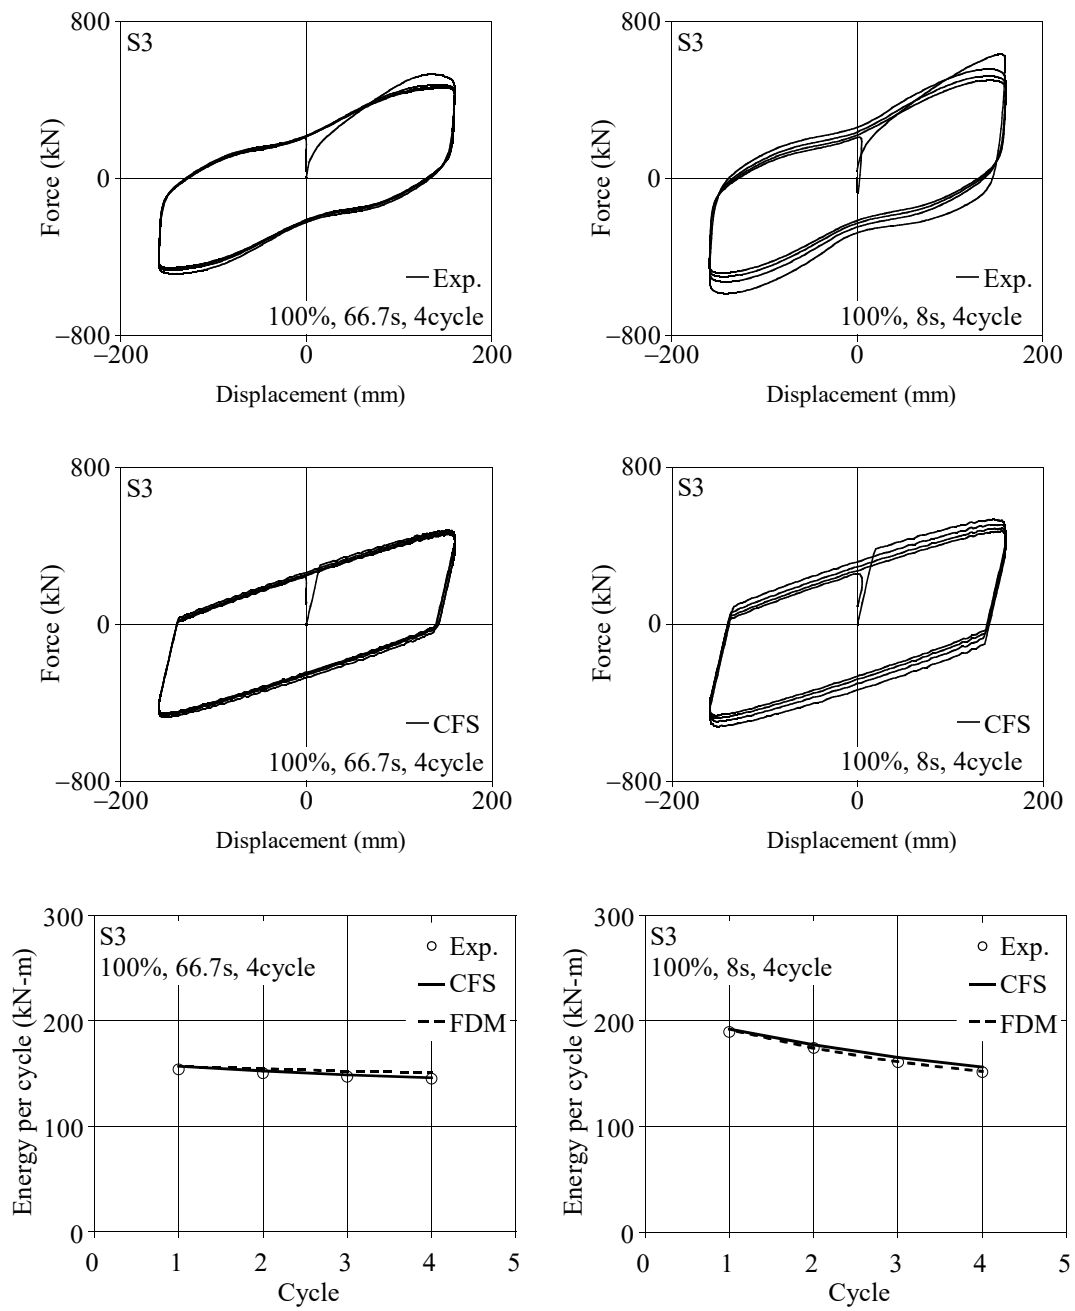 800
S3
Force (kN)
0
Exp.
100%, 66.7s, 4cycle
−800
−200
0
200
Displacement (mm)
800
S3
Force (kN)
0
Exp.
100%, 8s, 4cycle
−800
−200
0
200
Displacement (mm)
800
S3
Force (kN)
0
CFS
100%, 66.7s, 4cycle
−800
−200
0
200
Displacement (mm)
800
S3
Force (kN)
0
CFS
100%, 8s, 4cycle
−800
−200
0
200
Displacement (mm)
300
S3
Exp.
100%, 66.7s, 4cycle
CFS
200
FDM
Energy per cycle (kN-m)
100
0
0 1 2 3 4 5
Cycle
300
S3
Exp.
100%, 8s, 4cycle
CFS
200
FDM
Energy per cycle (kN-m)
100
0
0 1 2 3 4 5
Cycle